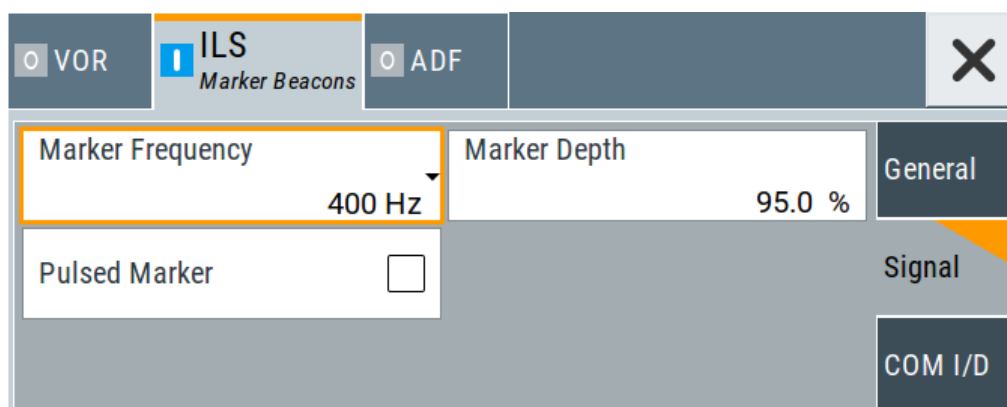 O VOR
I ILS
Marker Beacons
O ADF
Marker Frequency
400 Hz
Marker Depth
95.0 %
Pulsed Marker
General
Signal
COM I/D